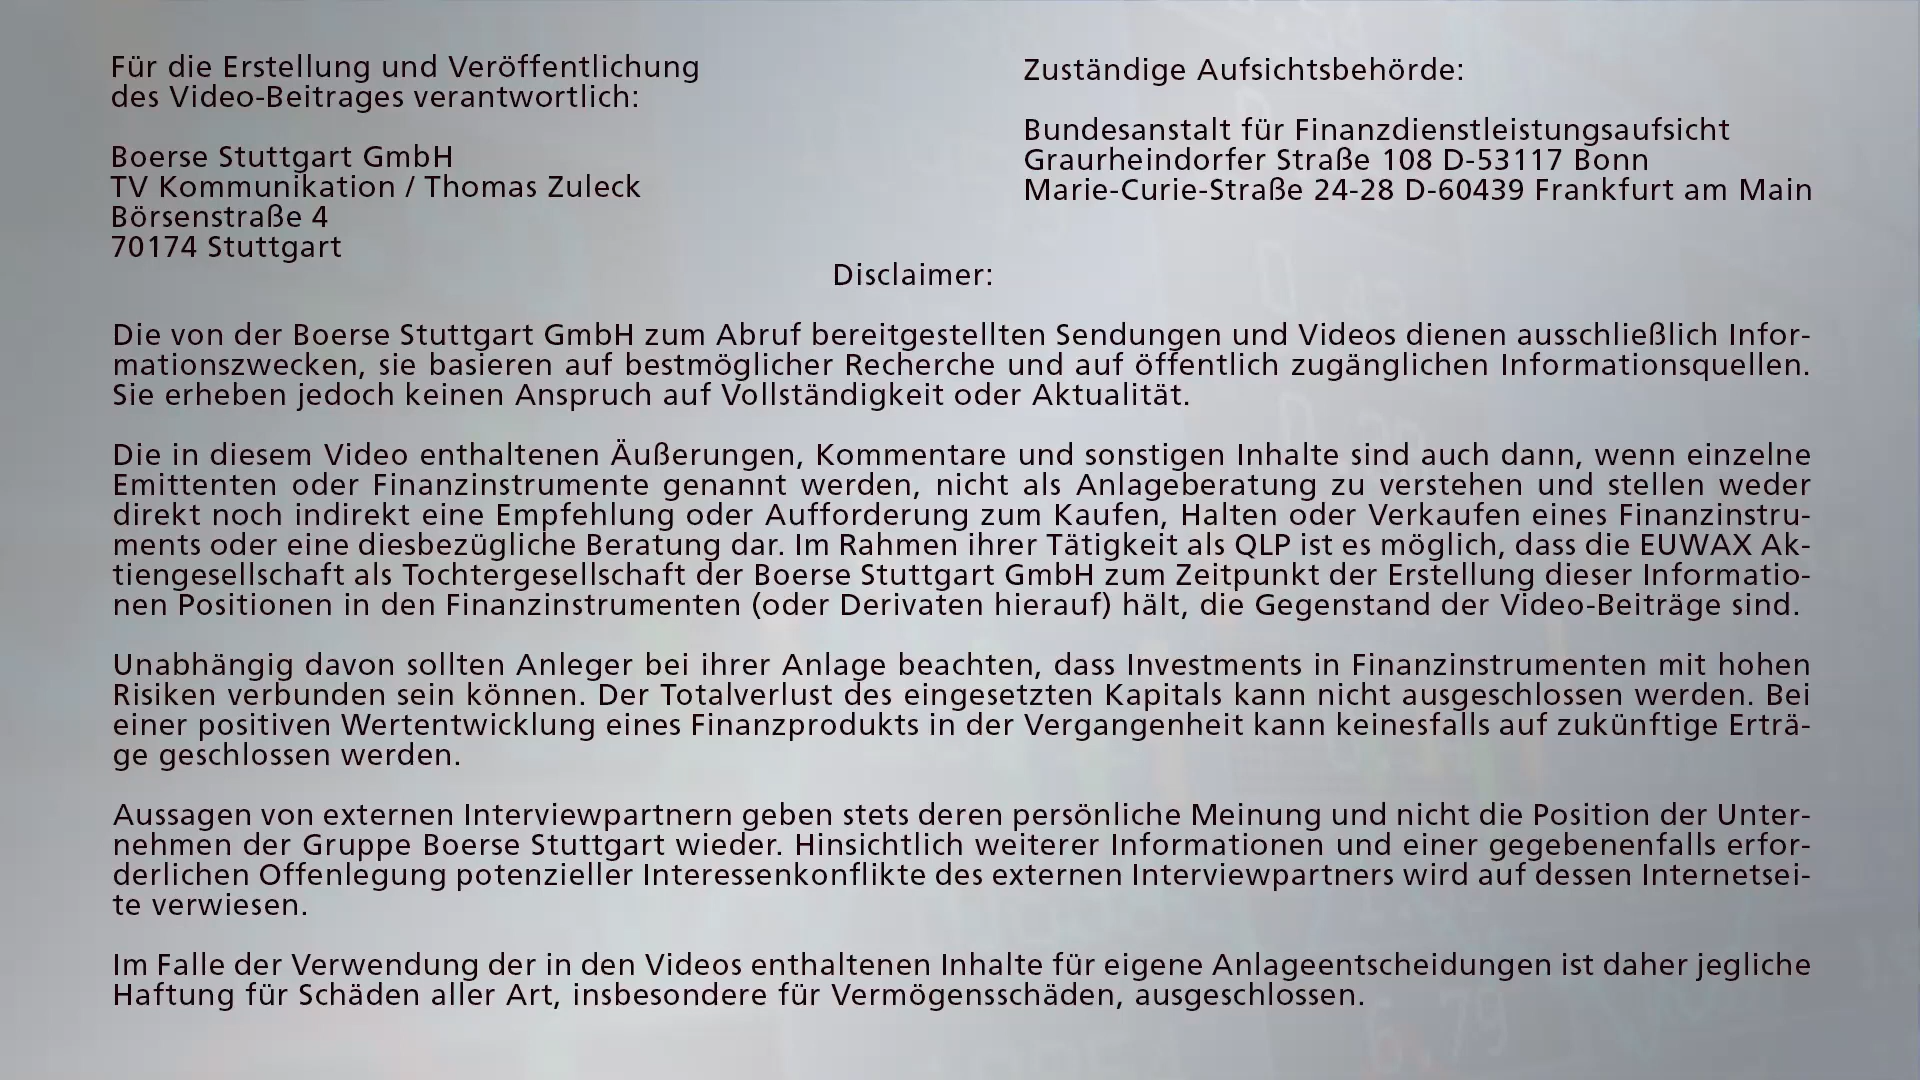 Für die Erstellung und Veröffentlichung
des Video-Beitrages verantwortlich:
Boerse Stuttgart GmbH
TV Kommunikation / Thomas Zuleck
Börsenstraße 4
70174 Stuttgart
Zuständige Aufsichtsbehörde:
Bundesanstalt für Finanzdienstleistungsaufsicht
Graurheindorfer Straße 108 D-53117 Bonn
Marie-Curie-Straße 24-28 D-60439 Frankfurt am Main
Disclaimer:
Die von der Boerse Stuttgart GmbH zum Abruf bereitgestellten Sendungen und Videos dienen ausschließlich Infor-
mationszwecken, sie basieren auf bestmöglicher Recherche und auf öffentlich zugänglichen Informationsquellen.
Sie erheben jedoch keinen Anspruch auf Vollständigkeit oder Aktualität.
Die in diesem Video enthaltenen Äußerungen, Kommentare und sonstigen Inhalte sind auch dann, wenn einzelne
Emittenten oder Finanzinstrumente genannt werden, nicht als Anlageberatung zu verstehen und stellen weder
direkt noch indirekt eine Empfehlung oder Aufforderung zum Kaufen, Halten oder Verkaufen eines Finanzinstru-
ments oder eine diesbezügliche Beratung dar. Im Rahmen ihrer Tätigkeit als QLP ist es möglich, dass die EUWAX Ak-
tiengesellschaft als Tochtergesellschaft der Boerse Stuttgart GmbH zum Zeitpunkt der Erstellung dieser Informatio-
nen Positionen in den Finanzinstrumenten (oder Derivaten hierauf) hält, die Gegenstand der Video-Beiträge sind.
Unabhängig davon sollten Anleger bei ihrer Anlage beachten, dass Investments in Finanzinstrumenten mit hohen
Risiken verbunden sein können. Der Totalverlust des eingesetzten Kapitals kann nicht ausgeschlossen werden. Bei
einer positiven Wertentwicklung eines Finanzprodukts in der Vergangenheit kann keinesfalls auf zukünftige Erträ-
ge geschlossen werden.
Aussagen von externen Interviewpartnern geben stets deren persönliche Meinung und nicht die Position der Unter-
nehmen der Gruppe Boerse Stuttgart wieder. Hinsichtlich weiterer Informationen und einer gegebenenfalls erfor-
derlichen Offenlegung potenzieller Interessenkonflikte des externen Interviewpartners wird auf dessen Internetsei-
te verwiesen.
Im Falle der Verwendung der in den Videos enthaltenen Inhalte für eigene Anlageentscheidungen ist daher jegliche
Haftung für Schäden aller Art, insbesondere für Vermögensschäden, ausgeschlossen.